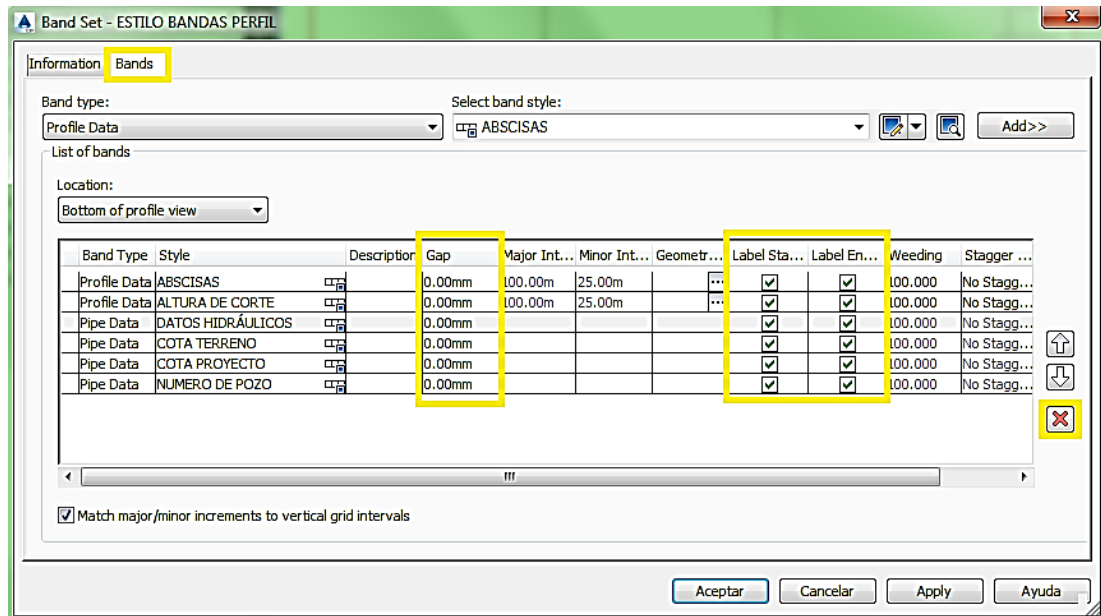 Band Set - ESTILO BANDAS PERFIL
Information Bands
Band type: Select band style:
Profile Data ABSCISAS Add>>
List of bands
Location:
Bottom of profile view
Band Type Style Description Gap Major Int... Minor Int... Geometr... Label Sta... Label En... Weeding Stagger ...
Profile Data ABSCISAS 0.00mm 100.00m 25.00m ... 100.000 No Stagg...
Profile Data ALTURA DE CORTE 0.00mm 100.00m 25.00m ... 100.000 No Stagg...
Pipe Data DATOS HIDRÁULICOS 0.00mm 100.000 No Stagg...
Pipe Data COTA TERRENO 0.00mm 100.000 No Stagg...
Pipe Data COTA PROYECTO 0.00mm 100.000 No Stagg...
Pipe Data NUMERO DE POZO 0.00mm 100.000 No Stagg...
Match major/minor increments to vertical grid intervals
Aceptar Cancelar Apply Ayuda